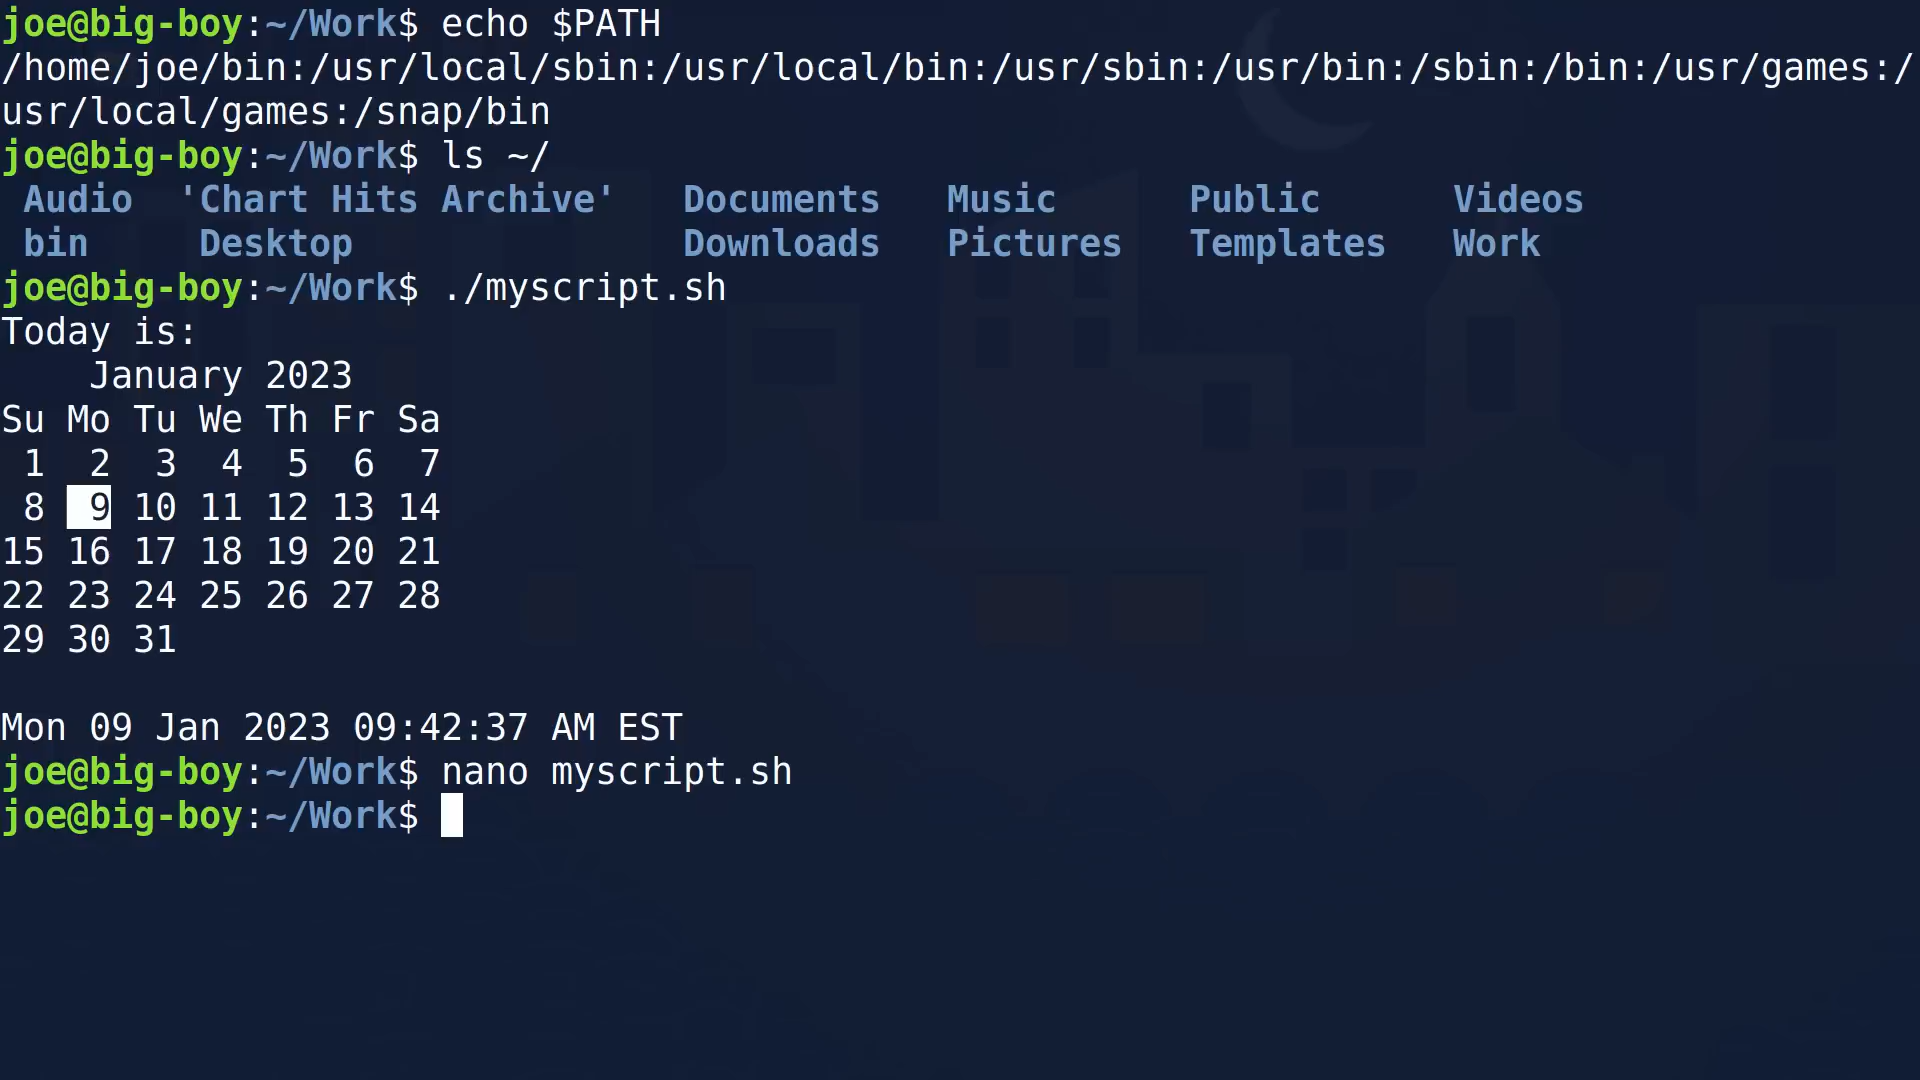 joe@big-boy:~/Work$ echo $PATH
/home/joe/bin:/usr/local/sbin:/usr/local/bin:/usr/sbin:/usr/bin:/sbin:/bin:/usr/games:/
usr/local/games:/snap/bin
joe@big-boy:~/Work$ ls ~/
 Audio  'Chart Hits Archive'   Documents   Music      Public      Videos
 bin     Desktop               Downloads   Pictures   Templates   Work
joe@big-boy:~/Work$ ./myscript.sh
Today is:
    January 2023
Su Mo Tu We Th Fr Sa
 1  2  3  4  5  6  7
 8  9 10 11 12 13 14
15 16 17 18 19 20 21
22 23 24 25 26 27 28
29 30 31

Mon 09 Jan 2023 09:42:37 AM EST
joe@big-boy:~/Work$ nano myscript.sh
joe@big-boy:~/Work$